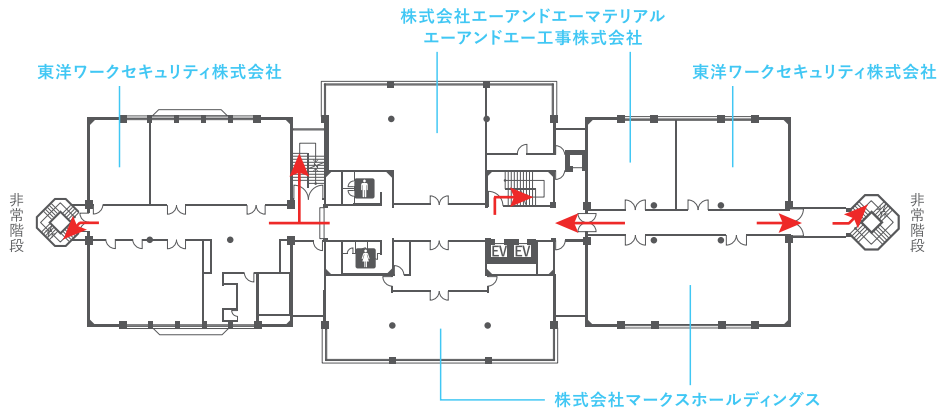 株式会社エーアンドエーマテリアル
エーアンドエー工事株式会社
東洋ワークセキュリティ株式会社
東洋ワークセキュリティ株式会社
非常階段
非常階段
EV
EV
株式会社マークスホールディングス